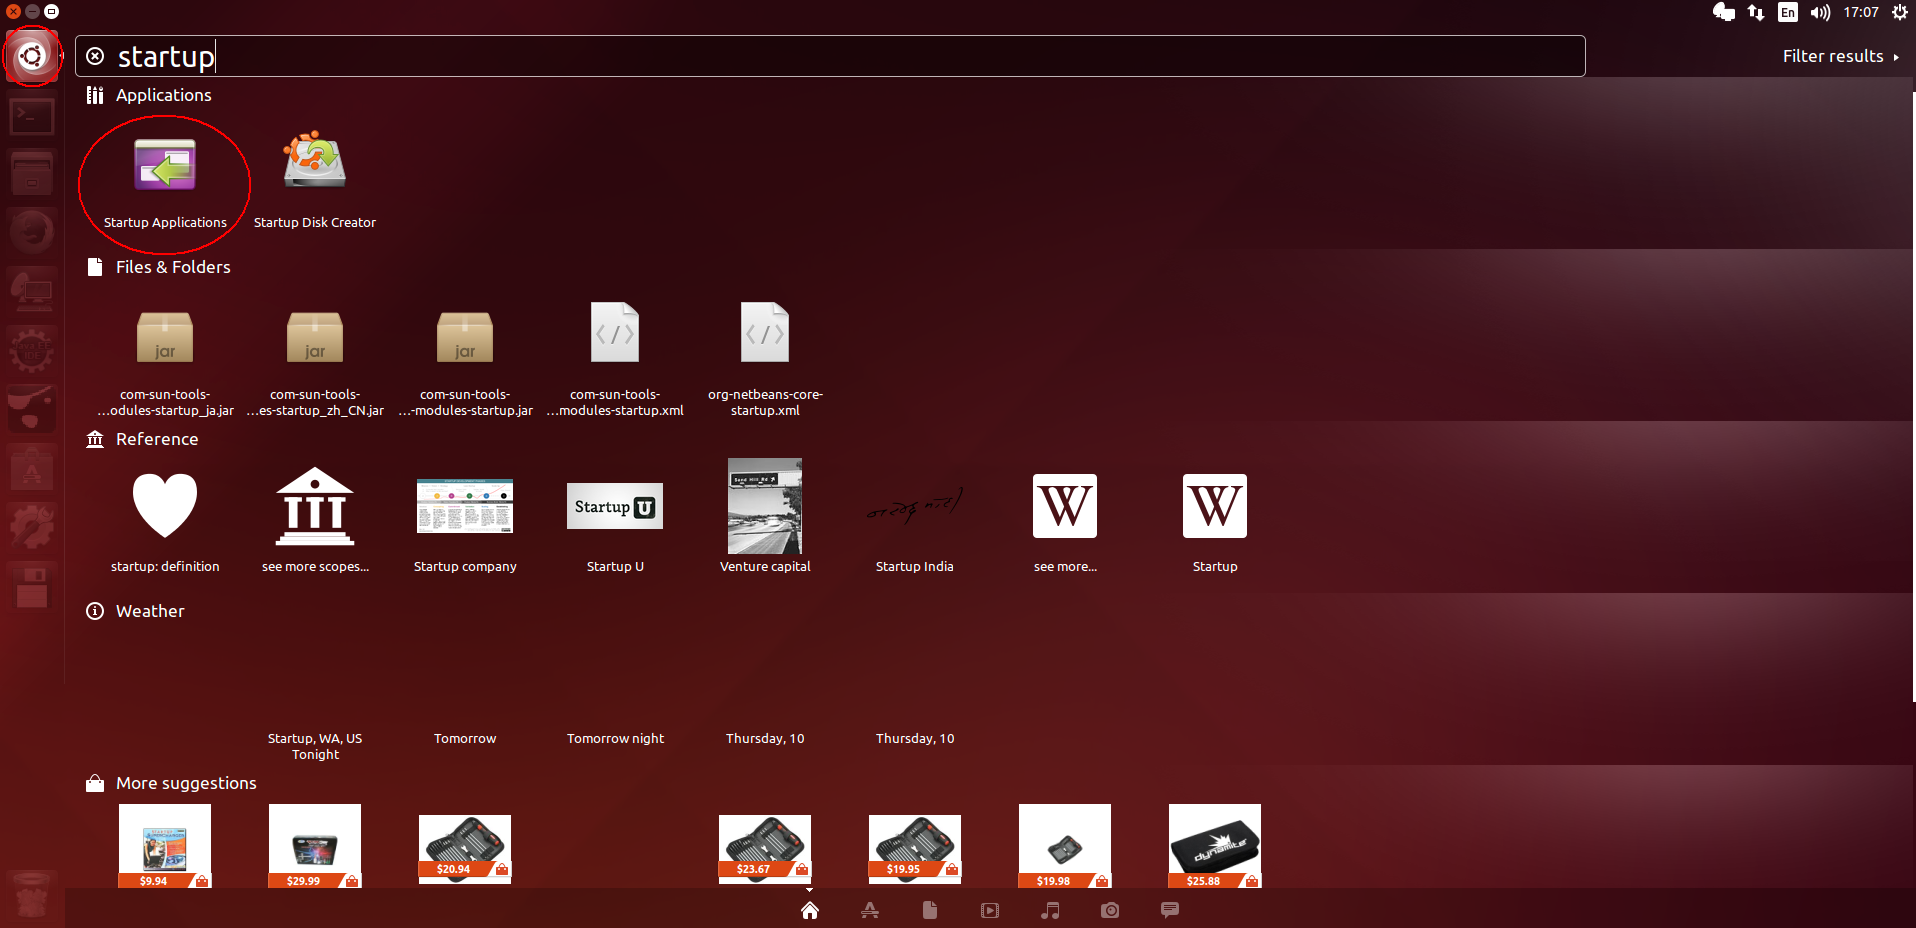 En
17:07
startup
Filter results
Applications
Startup Applications
Startup Disk Creator
Files & Folders
jar
jar
jar
com-sun-tools-
…odules-startup_ja.jar
com-sun-tools-
…es-startup_zh_CN.jar
com-sun-tools-
…-modules-startup.jar
com-sun-tools-
…modules-startup.xml
org-netbeans-core-
startup.xml
Reference
Startup U
Sand Hill Rd
W
W
startup: definition
see more scopes...
Startup company
Startup U
Venture capital
Startup India
see more...
Startup
Weather
Startup, WA, US
Tonight
Tomorrow
Tomorrow night
Thursday, 10
Thursday, 10
More suggestions
dynamite
$9.94
$29.99
$20.94
$23.67
$19.95
$19.98
$25.88